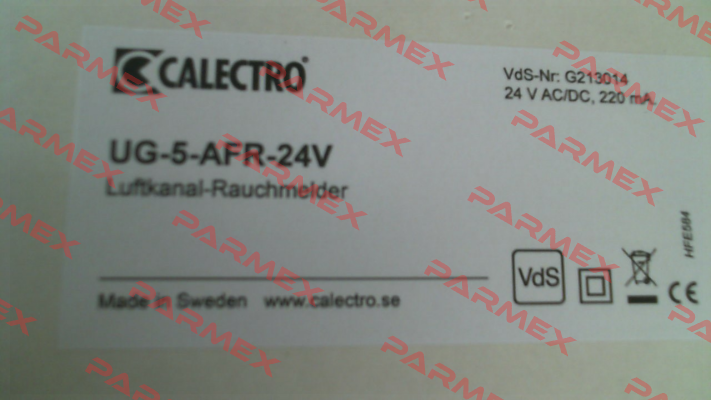 CALECTRO
VdS-Nr: G213014
24 V AC/DC, 220 mA.
UG-5-AFR-24V
Luftkanal-Rauchmelder
HFE584
VdS
CE
Made in Sweden www.calectro.se
PARMEX